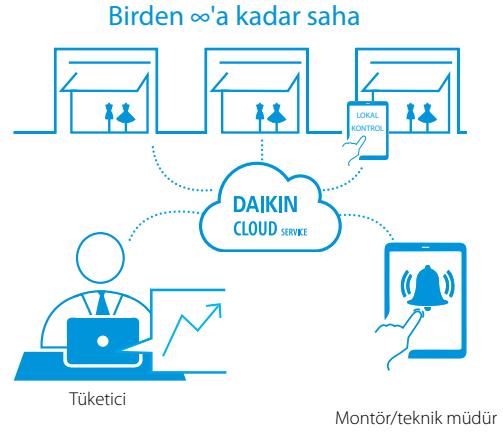 Birden ∞'a kadar saha
LOKAL
KONTROL
DAIKIN
CLOUD SERVICE
Tüketici
Montör/teknik müdür